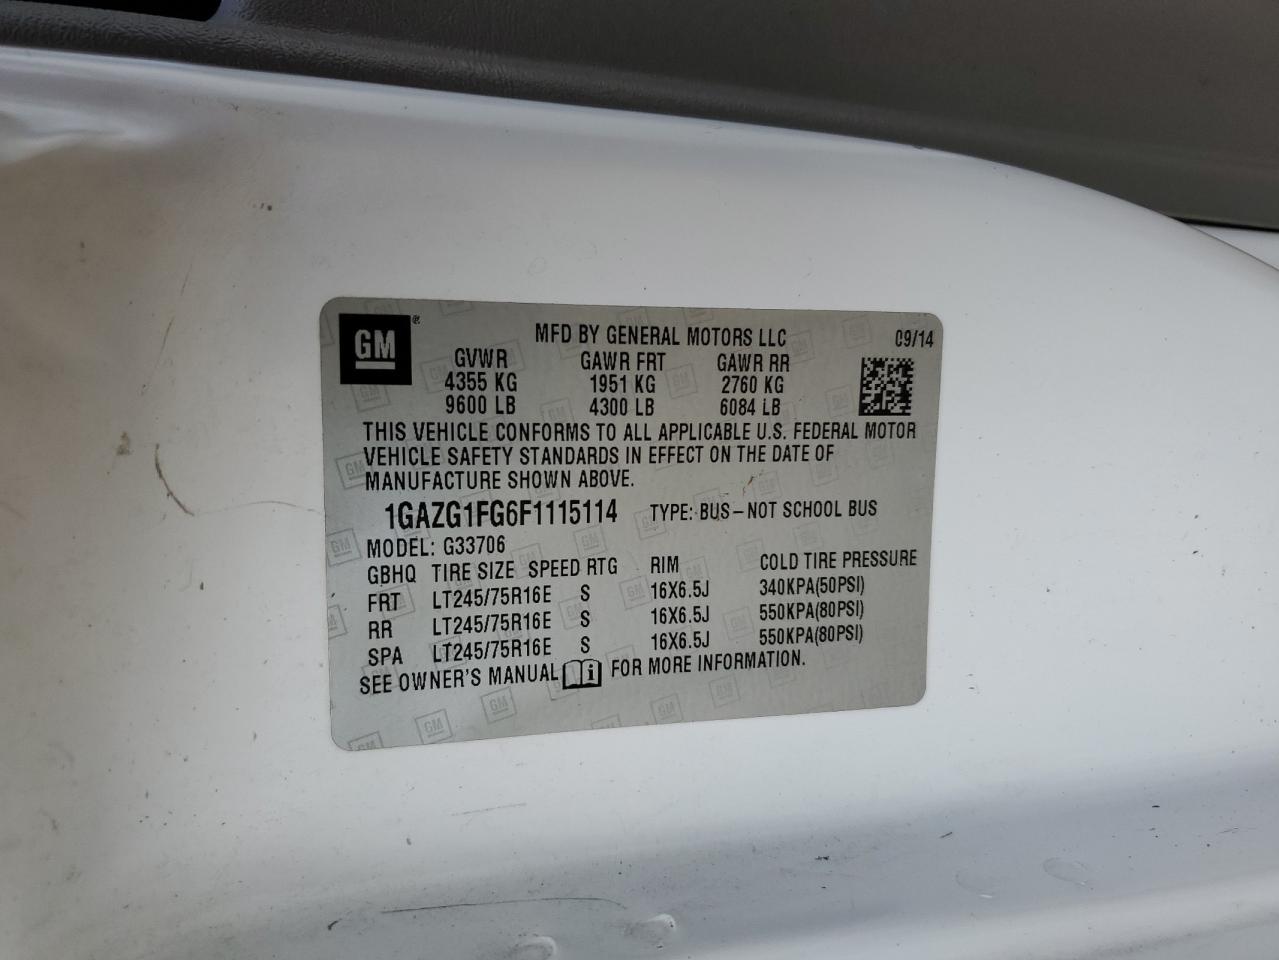 GM®
MFD BY GENERAL MOTORS LLC 09/14
GVWR GAWR FRT GAWR RR
4355 KG 1951 KG 2760 KG
9600 LB 4300 LB 6084 LB
THIS VEHICLE CONFORMS TO ALL APPLICABLE U.S. FEDERAL MOTOR
VEHICLE SAFETY STANDARDS IN EFFECT ON THE DATE OF
MANUFACTURE SHOWN ABOVE.
1GAZG1FG6F1115114 TYPE: BUS–NOT SCHOOL BUS
MODEL: G33706
GBHQ TIRE SIZE SPEED RTG RIM COLD TIRE PRESSURE
FRT LT245/75R16E S 16X6.5J 340KPA(50PSI)
RR LT245/75R16E S 16X6.5J 550KPA(80PSI)
SPA LT245/75R16E S 16X6.5J 550KPA(80PSI)
SEE OWNER'S MANUAL i FOR MORE INFORMATION.